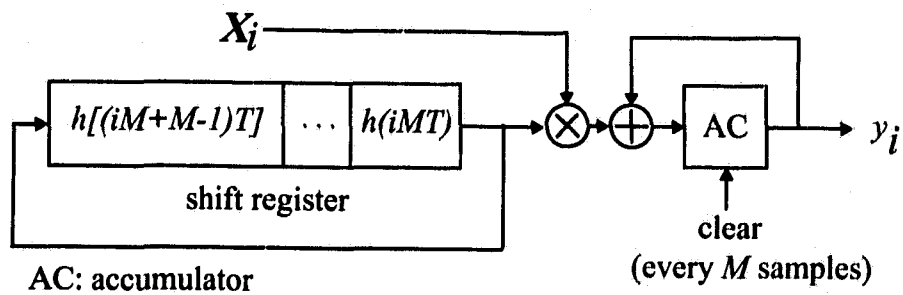 X_i
h[(iM+M-1)T] ... h(iMT)
AC
y_i
shift register
clear
(every M samples)
AC: accumulator